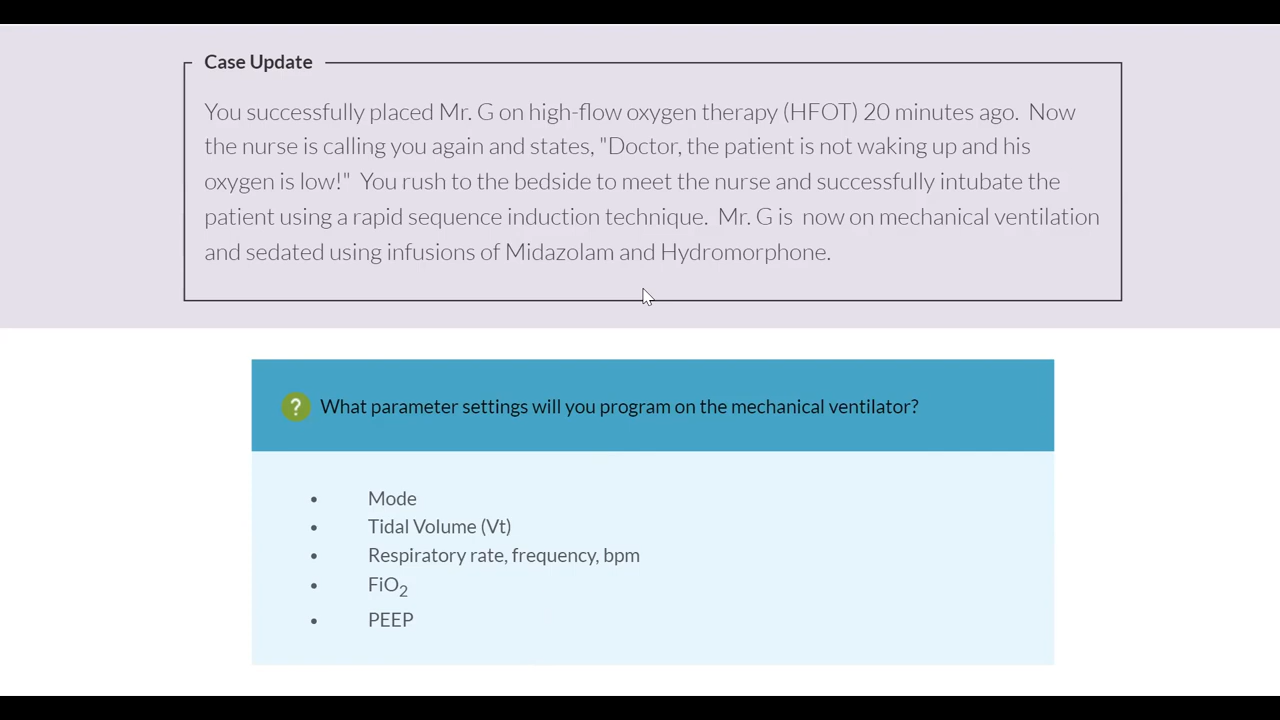 Case Update
You successfully placed Mr. G on high-flow oxygen therapy (HFOT) 20 minutes ago.  Now
the nurse is calling you again and states, "Doctor, the patient is not waking up and his
oxygen is low!"  You rush to the bedside to meet the nurse and successfully intubate the
patient using a rapid sequence induction technique.  Mr. G is  now on mechanical ventilation
and sedated using infusions of Midazolam and Hydromorphone.
? What parameter settings will you program on the mechanical ventilator?
• Mode
• Tidal Volume (Vt)
• Respiratory rate, frequency, bpm
• FiO2
• PEEP